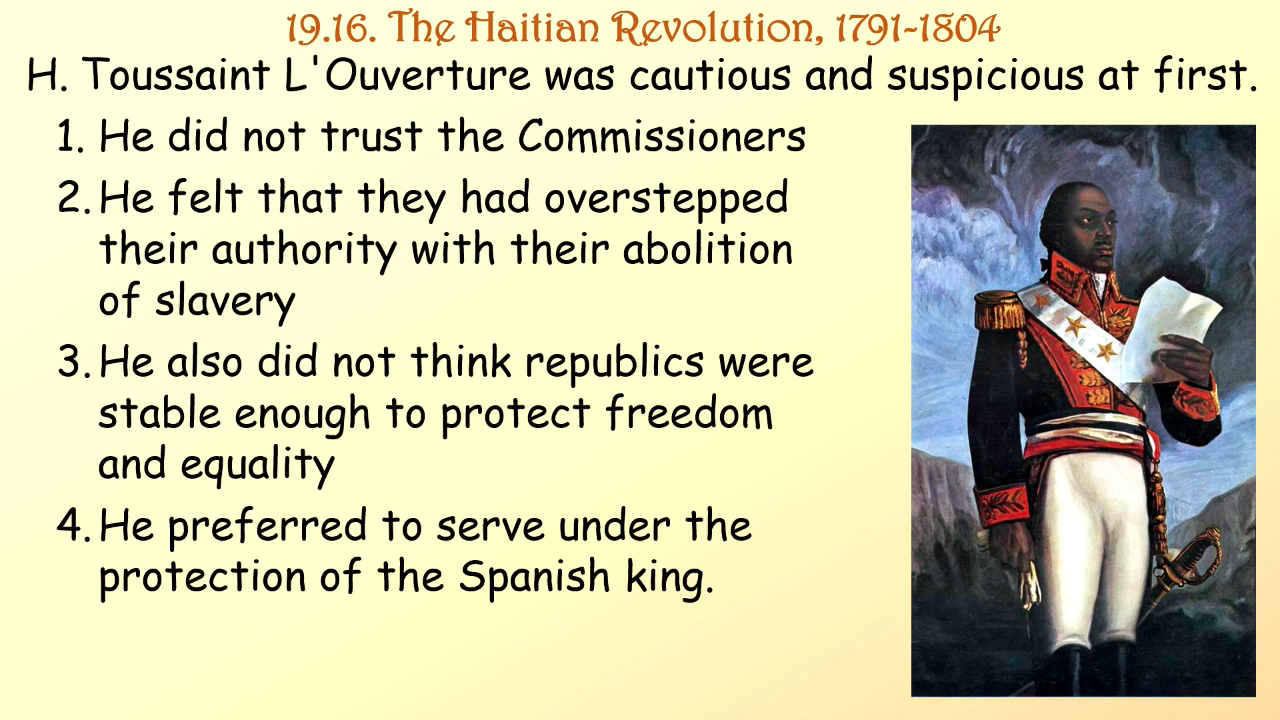 19.16. The Haitian Revolution, 1791-1804
H. Toussaint L'Ouverture was cautious and suspicious at first.
1. He did not trust the Commissioners
2. He felt that they had overstepped
their authority with their abolition
of slavery
3. He also did not think republics were
stable enough to protect freedom
and equality
4. He preferred to serve under the
protection of the Spanish king.